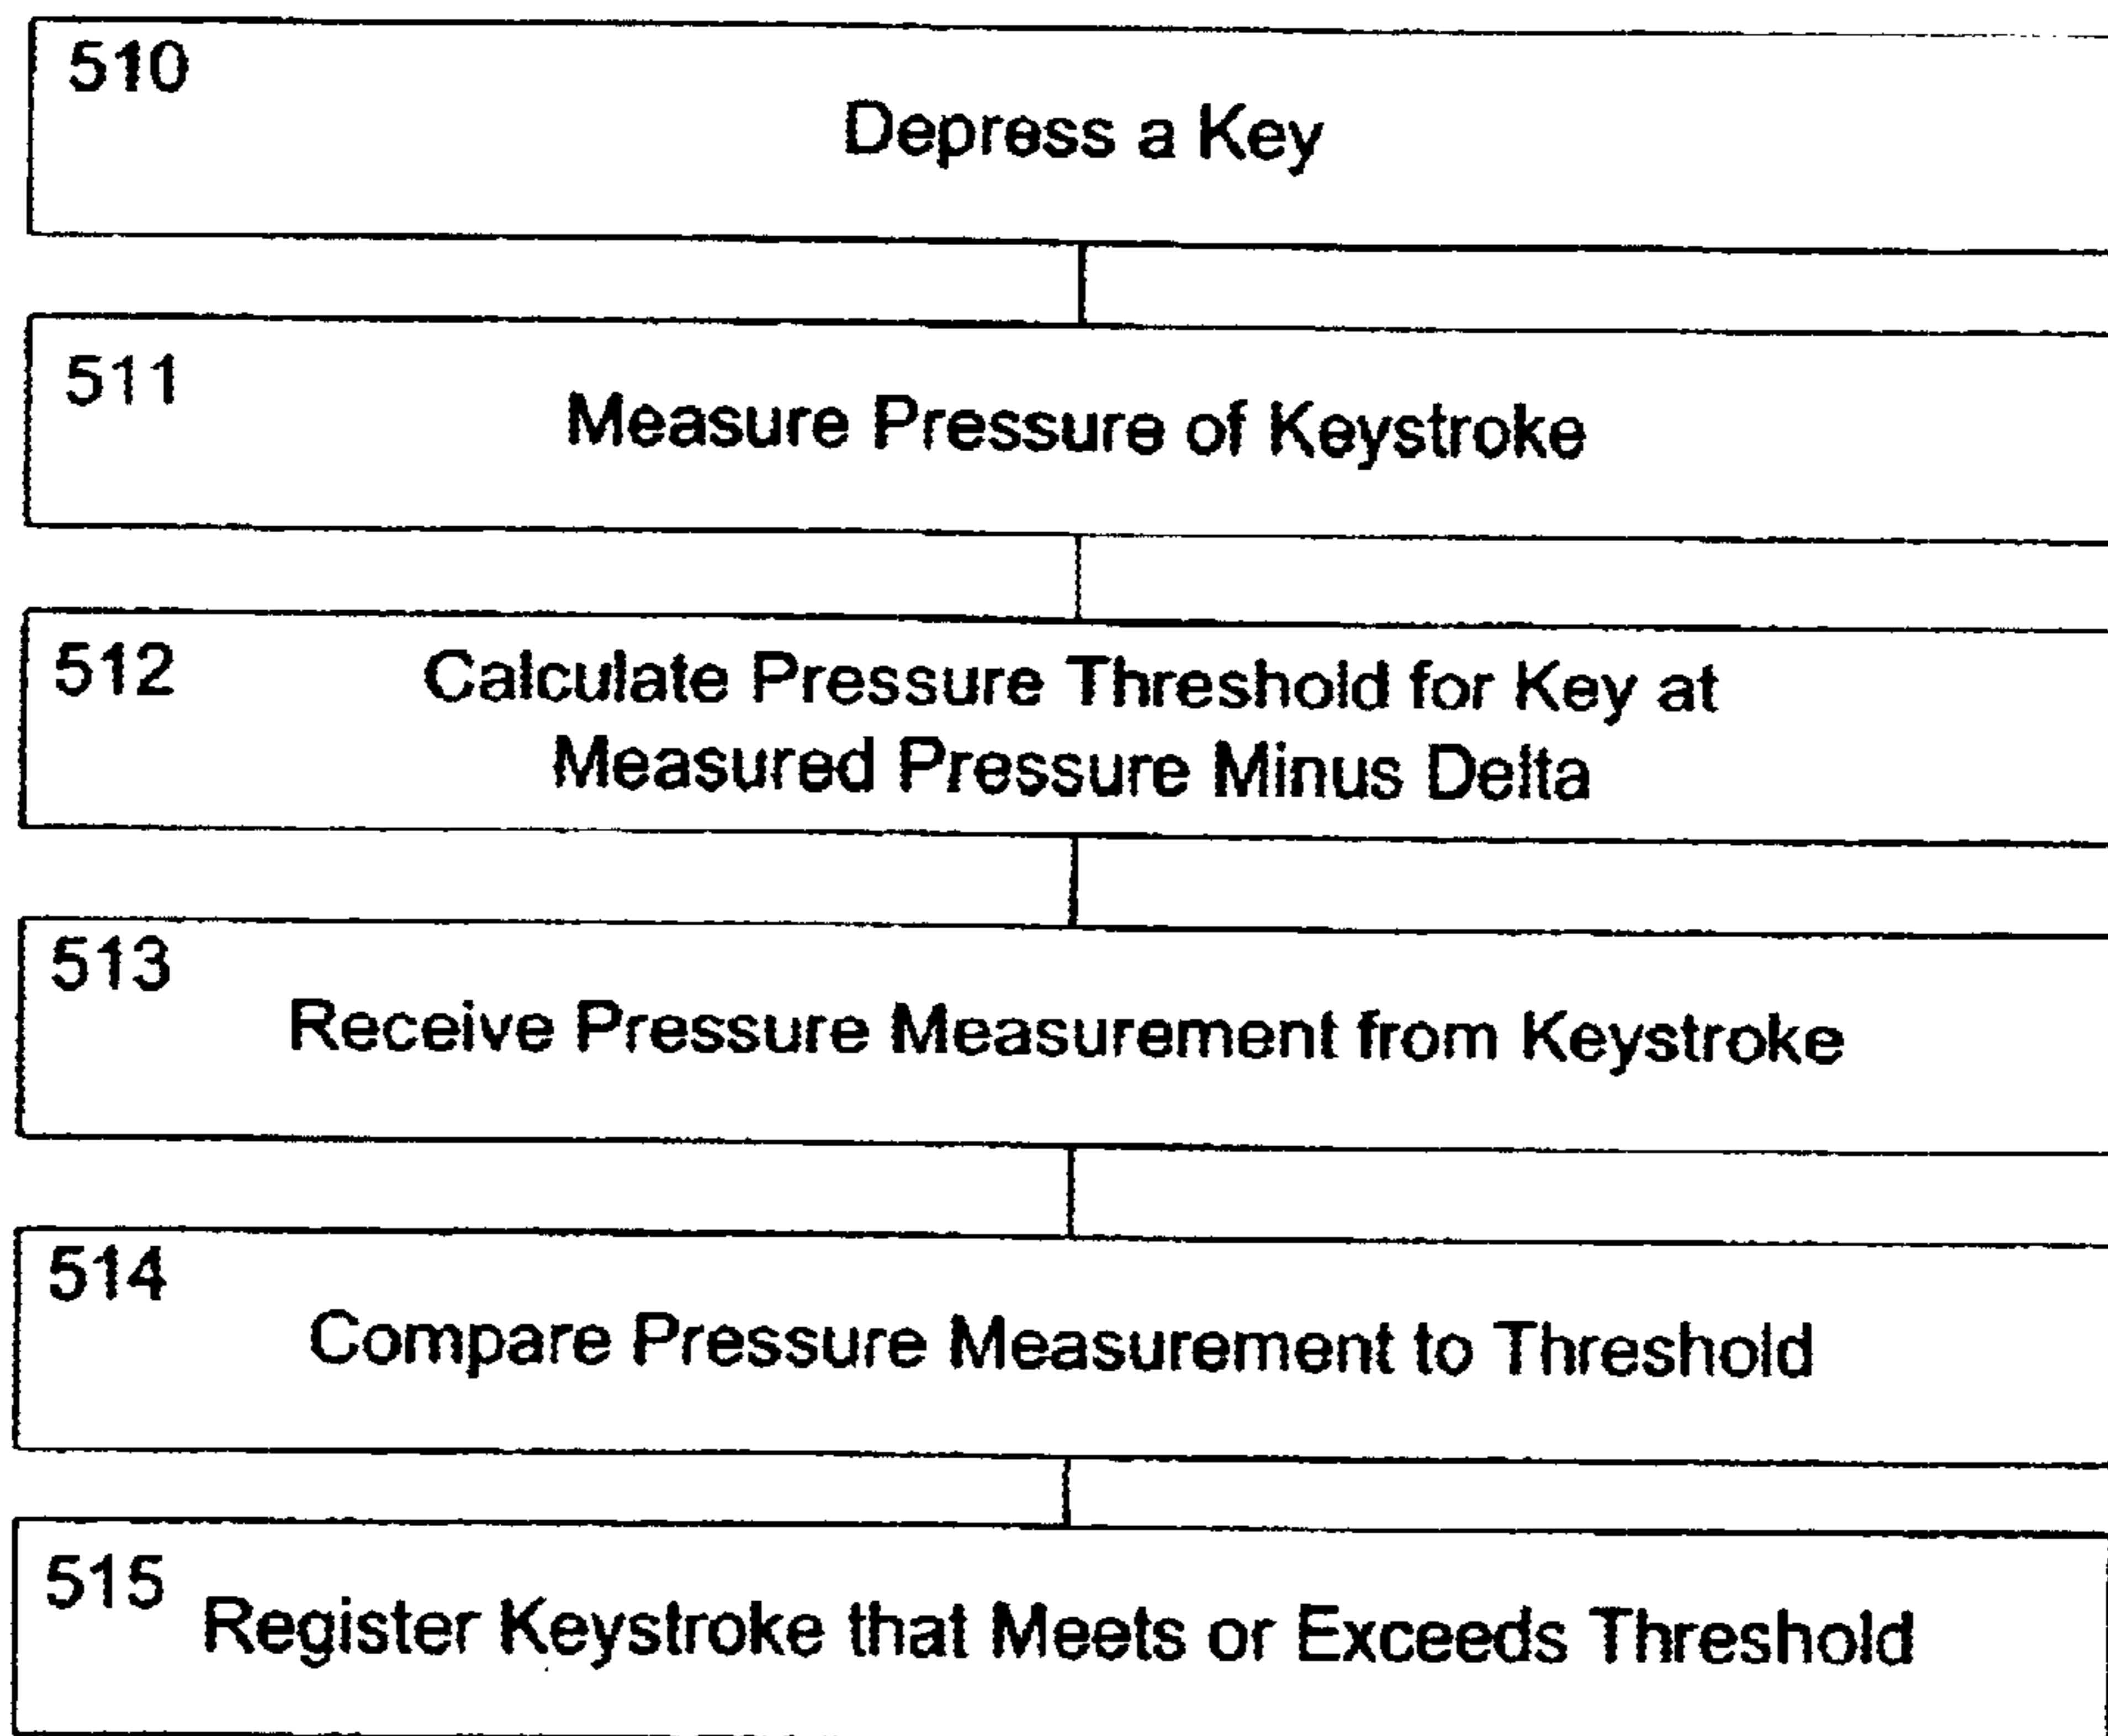 510
Depress a Key
511
Measure Pressure of Keystroke
512
Calculate Pressure Threshold for Key at
Measured Pressure Minus Delta
513
Receive Pressure Measurement from Keystroke
514
Compare Pressure Measurement to Threshold
515
Register Keystroke that Meets or Exceeds Threshold